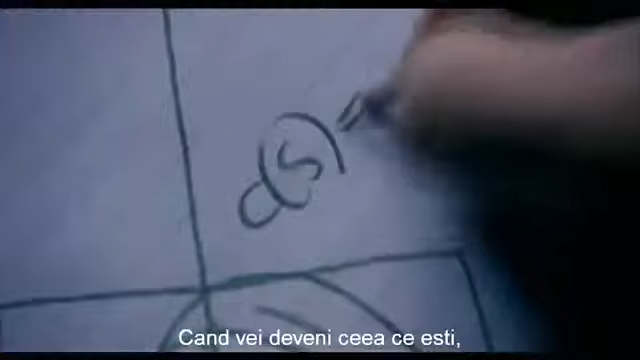 α(s) =
Cand vei deveni ceea ce esti,